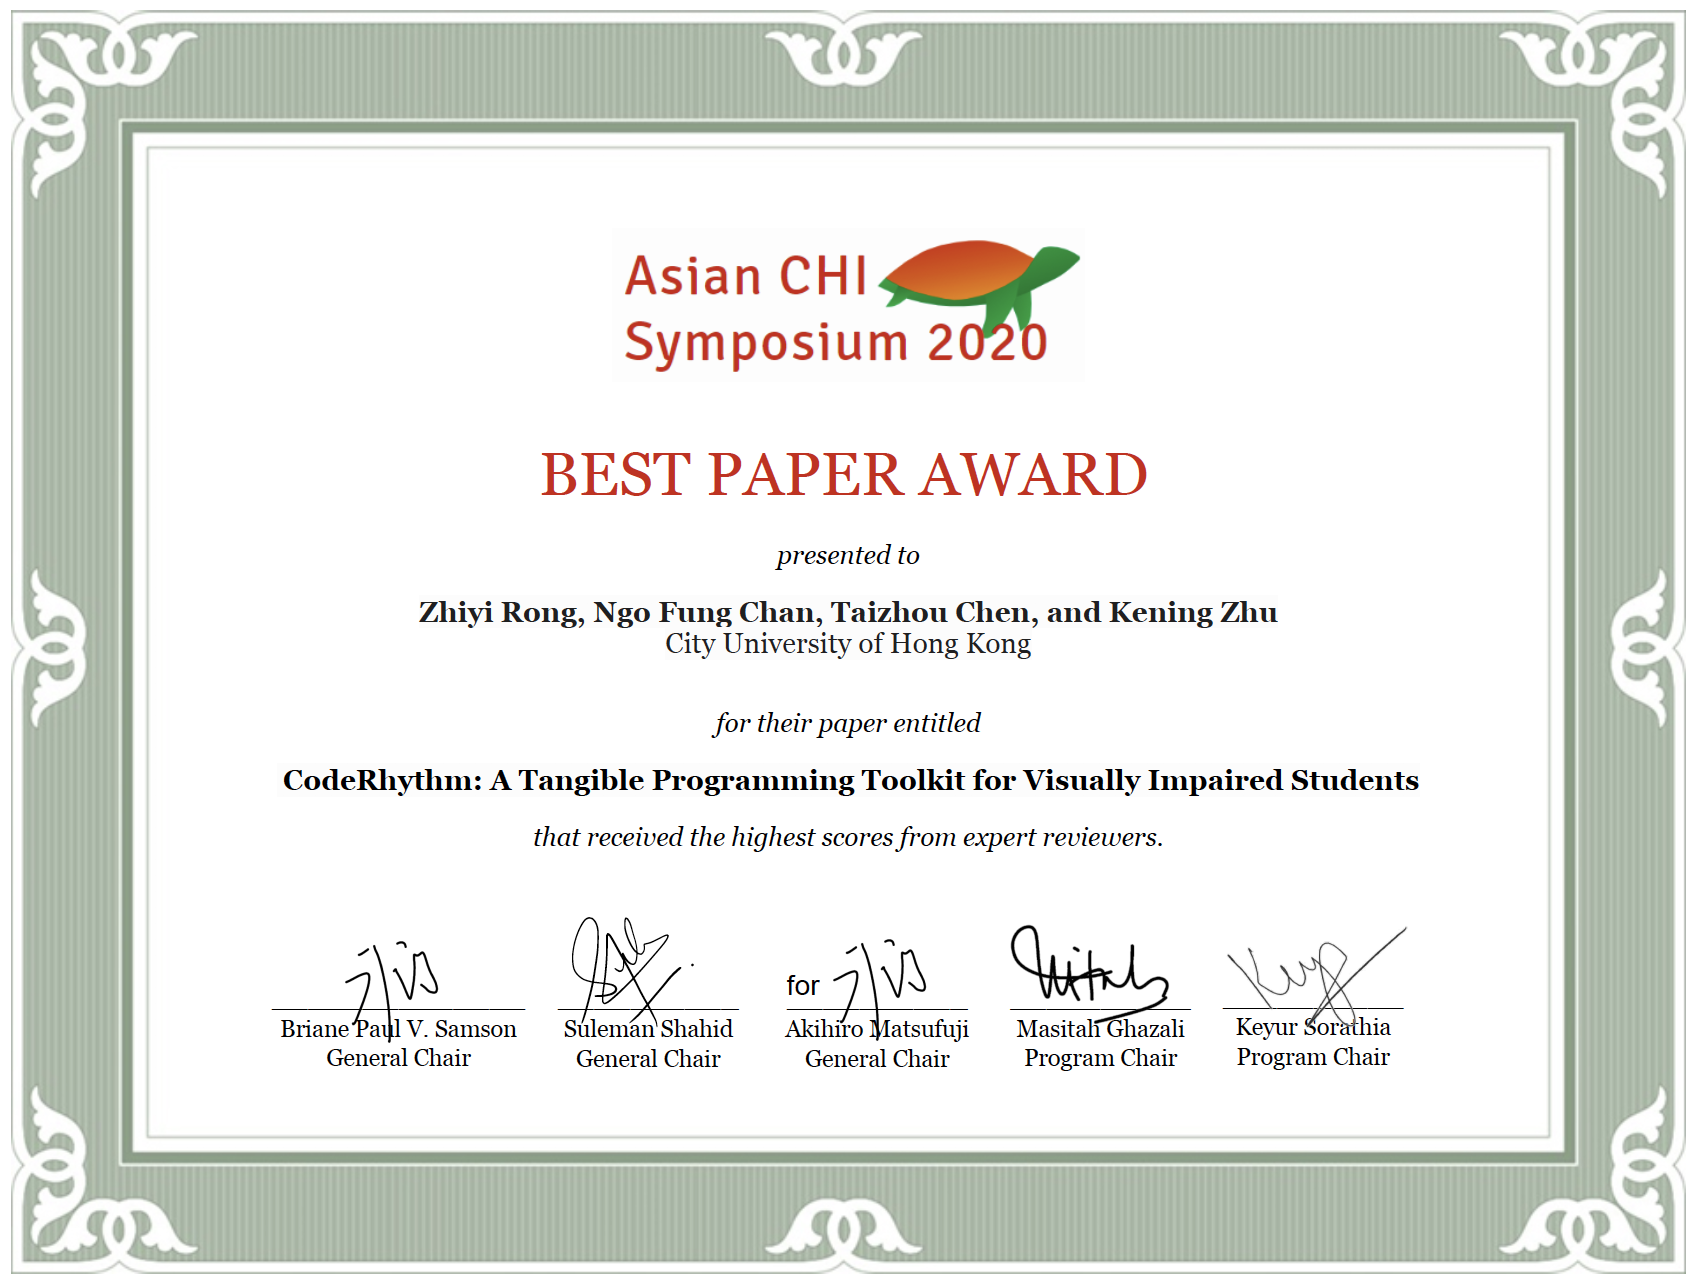 Asian CHI
Symposium 2020
BEST PAPER AWARD
presented to
Zhiyi Rong, Ngo Fung Chan, Taizhou Chen, and Kening Zhu
City University of Hong Kong
for their paper entitled
CodeRhythm: A Tangible Programming Toolkit for Visually Impaired Students
that received the highest scores from expert reviewers.
for
Briane Paul V. Samson
General Chair
Suleman Shahid
General Chair
Akihiro Matsufuji
General Chair
Masitah Ghazali
Program Chair
Keyur Sorathia
Program Chair